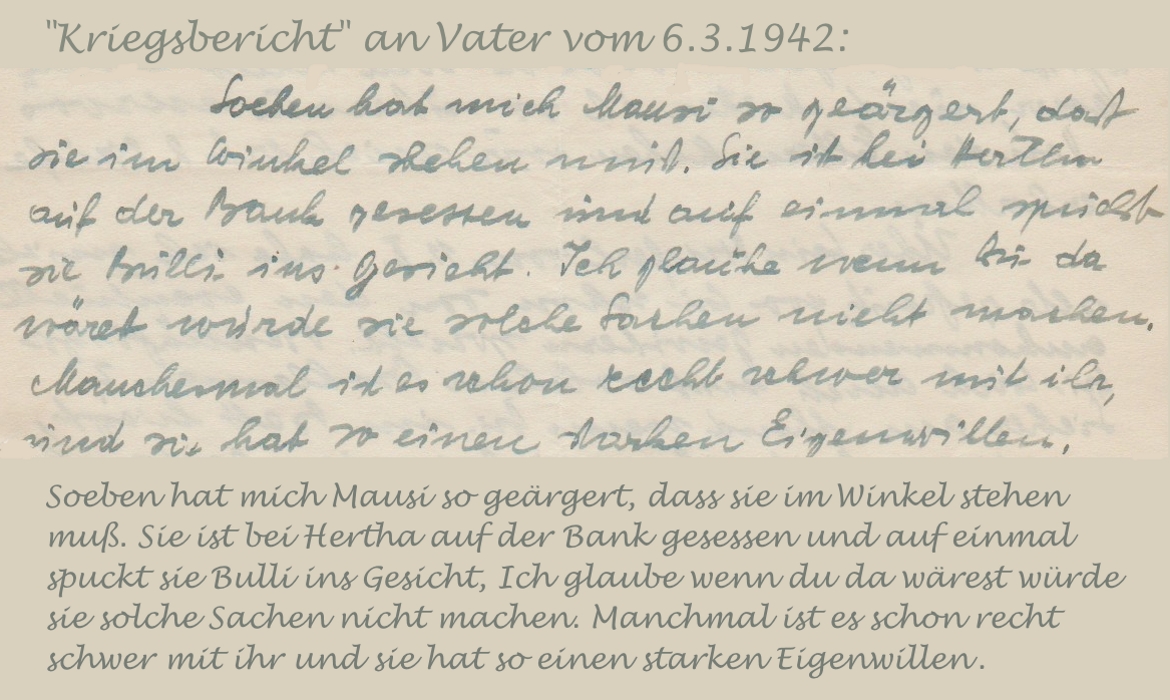 "Kriegsbericht" an Vater vom 6.3.1942:
Soeben hat mich Mausi so geärgert, daß
sie im Winkel stehen muß. Sie ist bei Hertha
auf der Bank gesessen und auf einmal spuckt
sie Bulli ins Gesicht. Ich glaube wenn Du da
wärest würde sie solche Sachen nicht machen.
Manchesmal ist es schon recht schwer mit ihr,
und sie hat so einen starken Eigenwillen.
Soeben hat mich Mausi so geärgert, dass sie im Winkel stehen
muß. Sie ist bei Hertha auf der Bank gesessen und auf einmal
spuckt sie Bulli ins Gesicht, Ich glaube wenn du da wärest würde
sie solche Sachen nicht machen. Manchmal ist es schon recht
schwer mit ihr und sie hat so einen starken Eigenwillen.